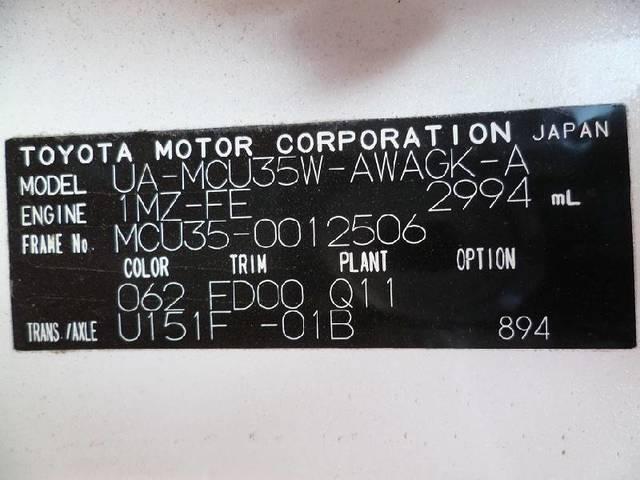 TOYOTA MOTOR CORPORATION JAPAN
MODEL UA-MCU35W-AWAGK-A
ENGINE 1MZ-FE 2994 mL
FRAME No. MCU35-0012506
COLOR TRIM PLANT OPTION
062 FD00 Q11
TRANS./AXLE U151F -01B 894